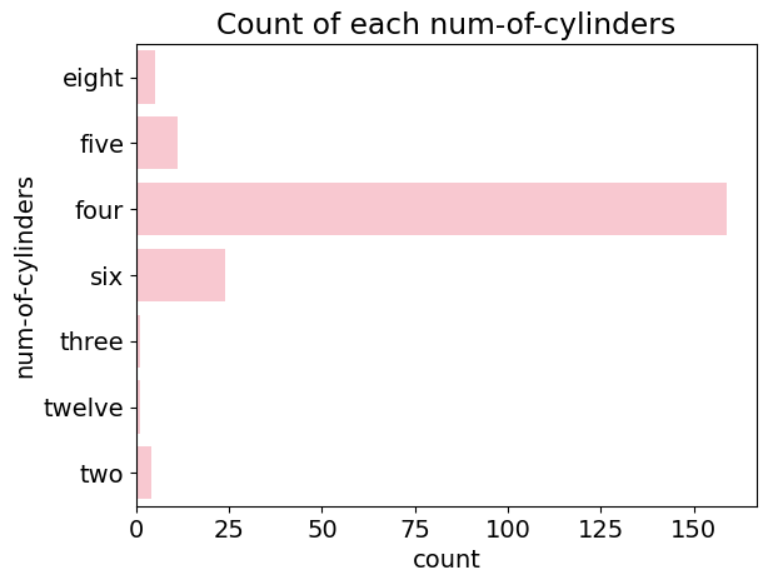 Count of each num-of-cylinders
num-of-cylinders
eight
five
four
six
three
twelve
two
0 25 50 75 100 125 150
count